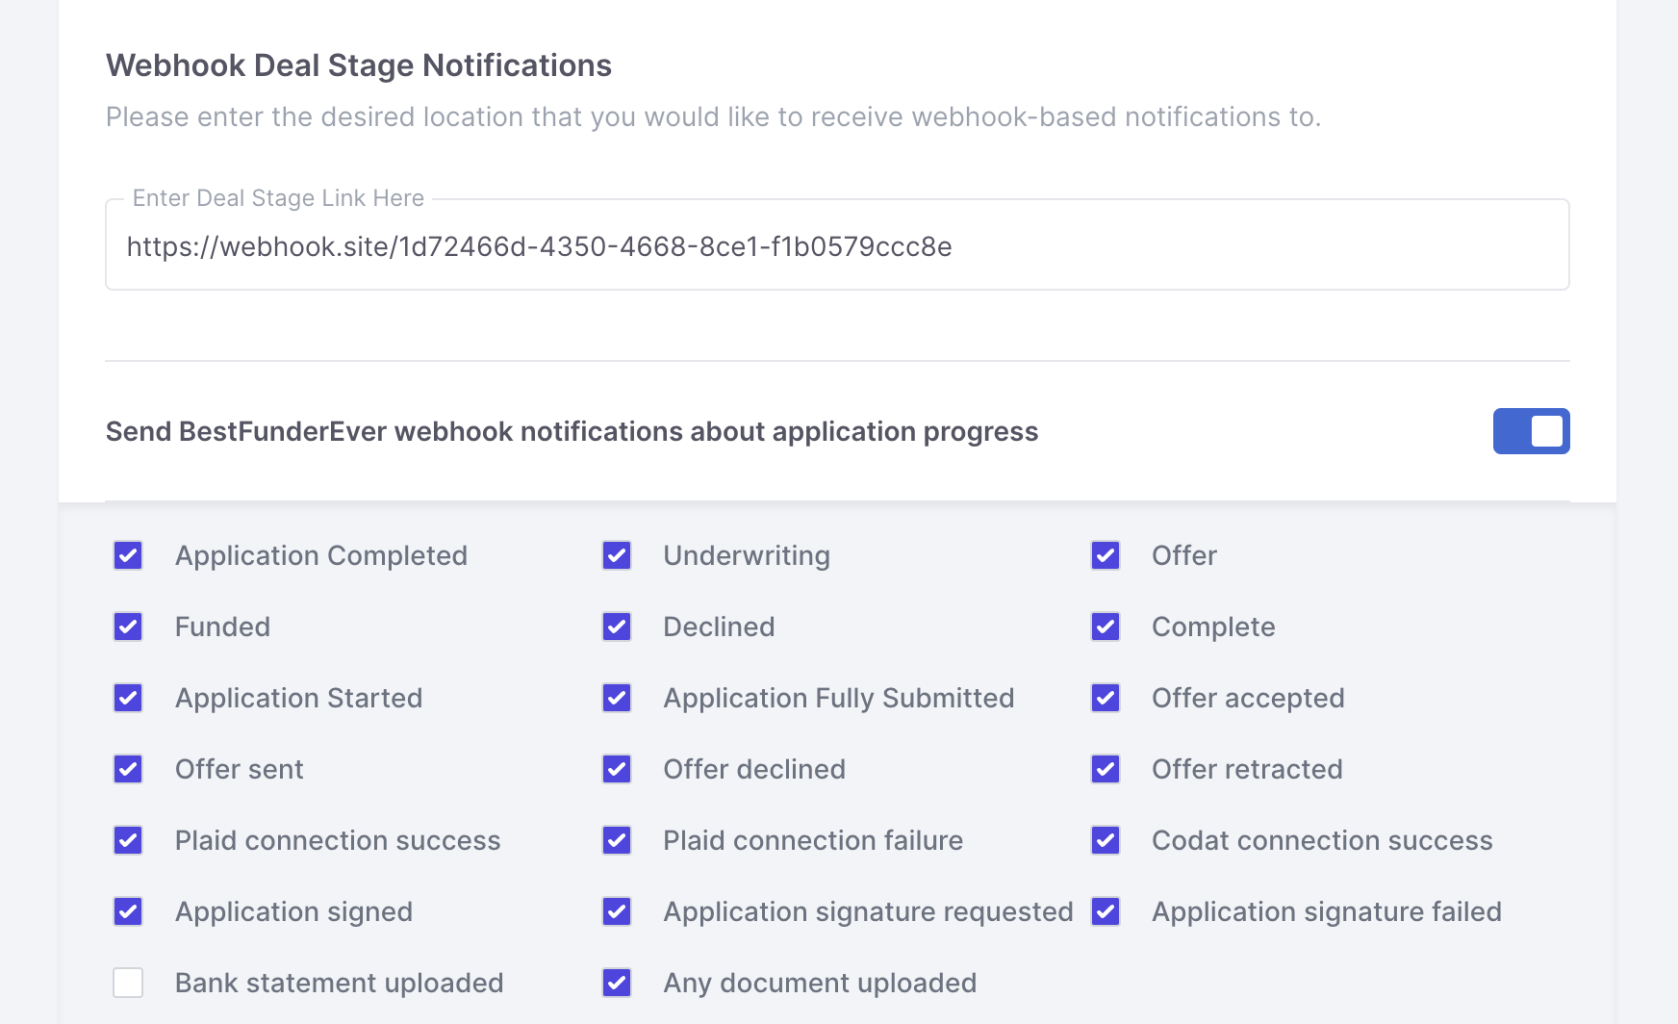 Webhook Deal Stage Notifications
Please enter the desired location that you would like to receive webhook-based notifications to.
Enter Deal Stage Link Here
https://webhook.site/1d72466d-4350-4668-8ce1-f1b0579ccc8e
Send BestFunderEver webhook notifications about application progress
Application Completed Underwriting Offer
Funded Declined Complete
Application Started Application Fully Submitted Offer accepted
Offer sent Offer declined Offer retracted
Plaid connection success Plaid connection failure Codat connection success
Application signed Application signature requested Application signature failed
Bank statement uploaded Any document uploaded